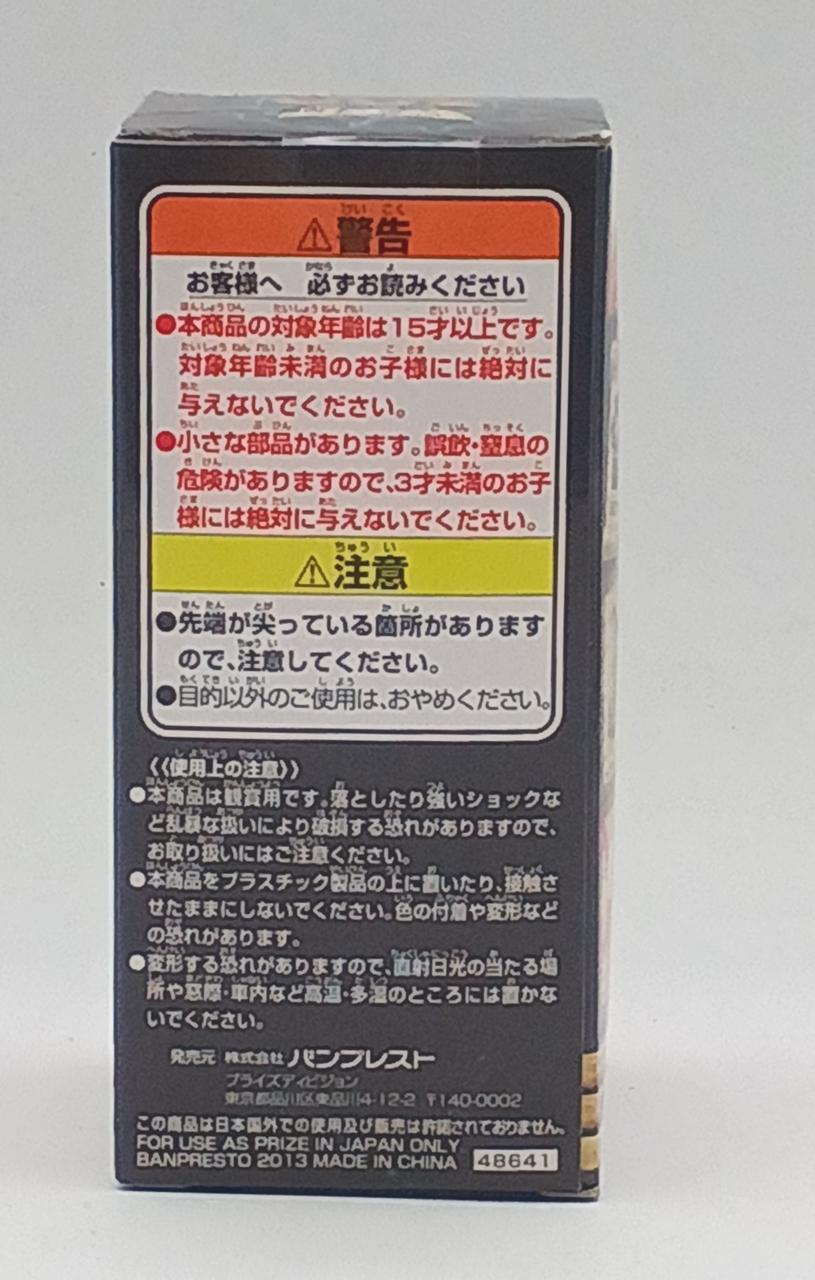 ⚠警告
お客様へ 必ずお読みください
●本商品の対象年齢は15才以上です。
対象年齢未満のお子様には絶対に
与えないでください。
●小さな部品があります。誤飲・窒息の
危険がありますので、3才未満のお子
様には絶対に与えないでください。
⚠注意
●先端が尖っている箇所があります
ので、注意してください。
●目的以外のご使用は、おやめください。
《使用上の注意》
●本商品は観賞用です。落としたり強いショックな
ど乱暴な扱いにより破損する恐れがありますので、
お取り扱いにはご注意ください。
●本商品をプラスチック製品の上に置いたり、接触さ
せたままにしないでください。色の付着や変形など
の恐れがあります。
●変形する恐れがありますので、直射日光の当たる場
所や窓際・車内など高温・多湿のところには置かな
いでください。
発売元 株式会社 バンプレスト
プライズディビジョン
東京都品川区東品川4-12-2 〒140-0002
この商品は日本国外での使用及び販売は許諾されておりません。
FOR USE AS PRIZE IN JAPAN ONLY
BANPRESTO 2013 MADE IN CHINA 48641